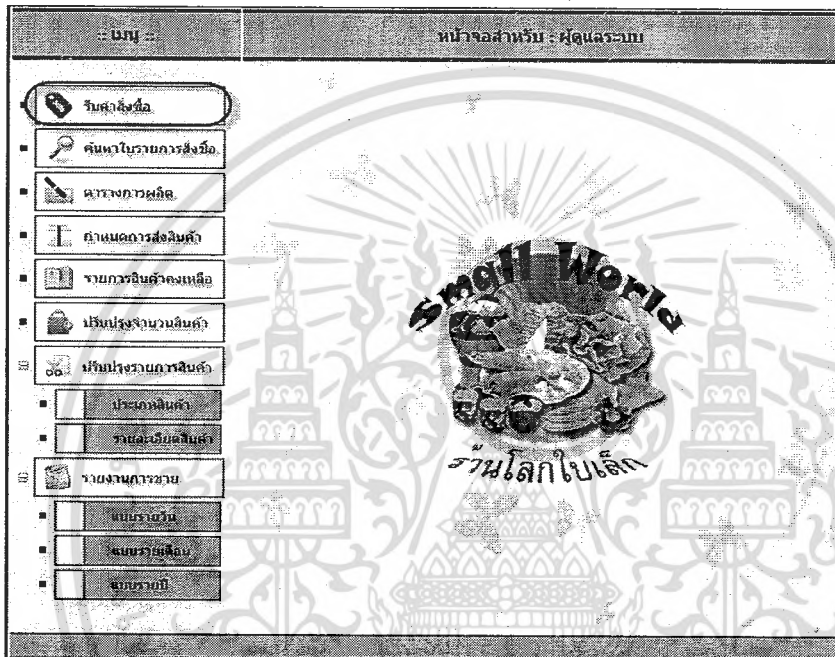 :: เมนู ::
หน้าจอสำหรับ : ผู้ดูแลระบบ
รับคำสั่งซื้อ
ค้นหาใบรายการสั่งซื้อ
ตารางการผลิต
กำหนดการส่งสินค้า
รายการสินค้าคงเหลือ
ปรับปรุงจำนวนสินค้า
ปรับปรุงรายการสินค้า
ประเภทสินค้า
รายละเอียดสินค้า
รายงานการขาย
แบบรายวัน
แบบรายเดือน
แบบรายปี
Small World
ร้านโลกใบเล็ก